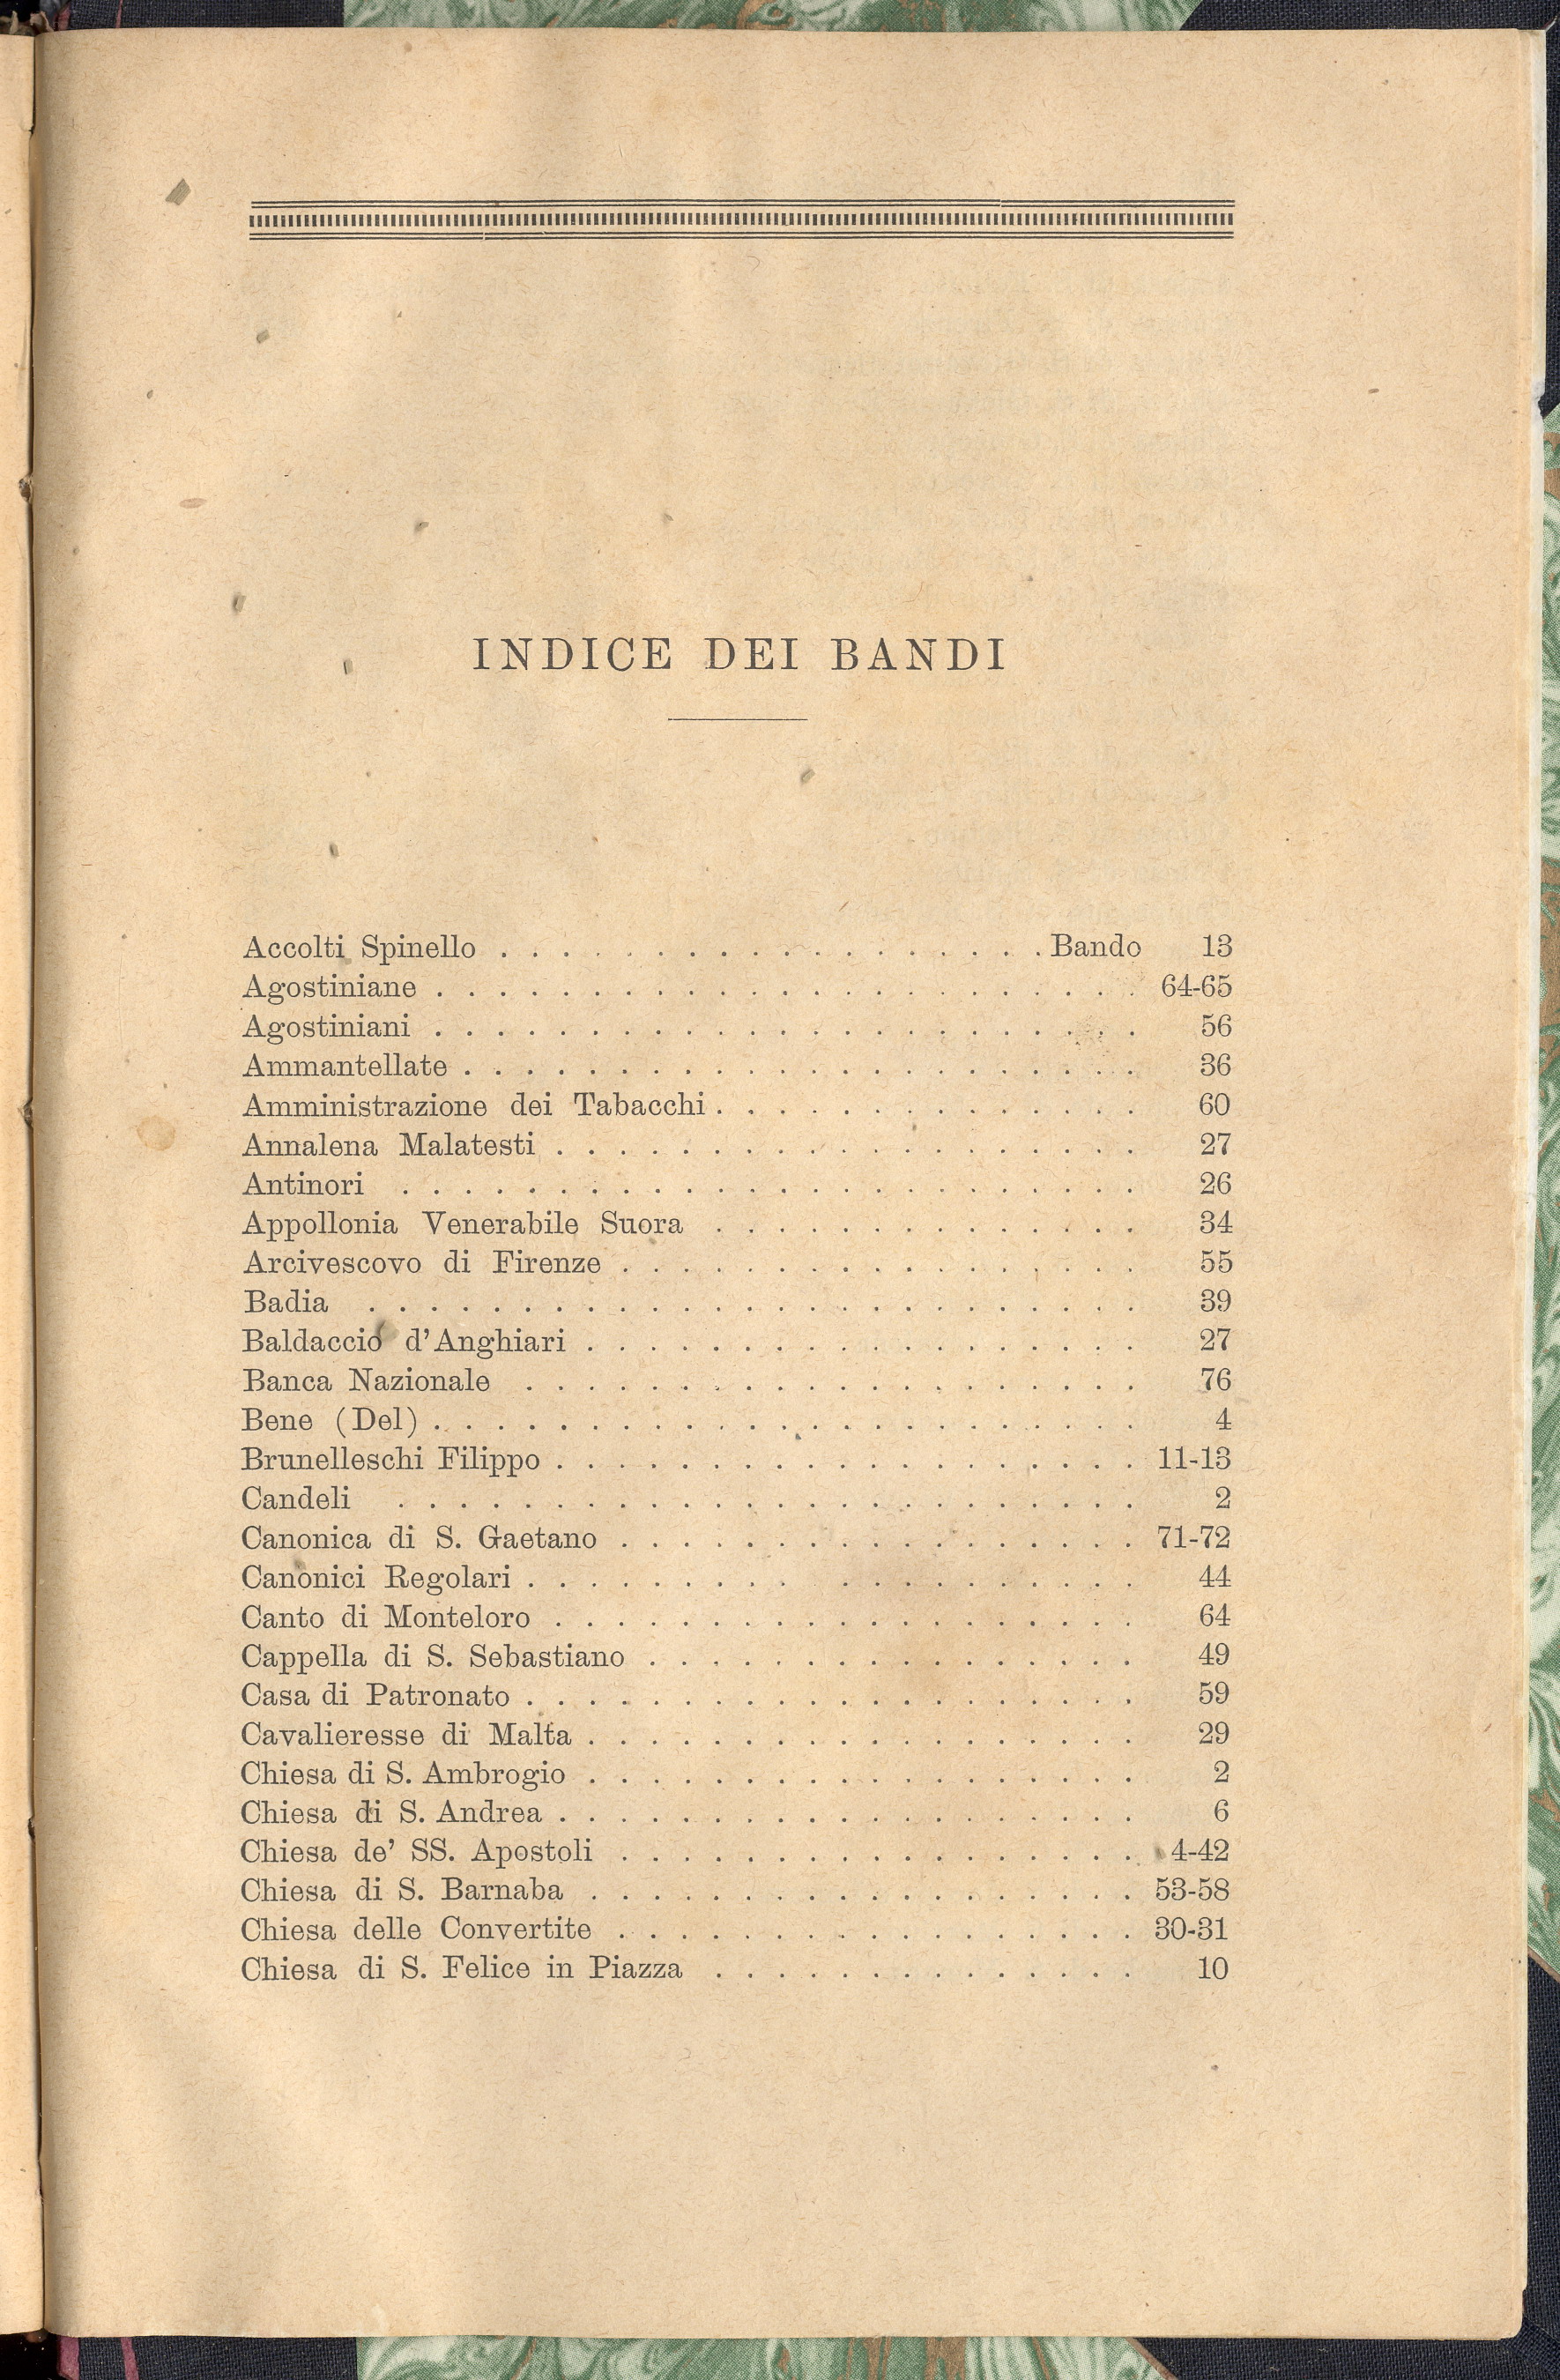 INDICE DEI BANDI
Accolti Spinello . . . . . . . . . . . . . . . . . . Bando 13
Agostiniane . . . . . . . . . . . . . . . . . . . . . . . 64-65
Agostiniani . . . . . . . . . . . . . . . . . . . . . . . 56
Ammantellate . . . . . . . . . . . . . . . . . . . . . . 36
Amministrazione dei Tabacchi . . . . . . . . . . . . . . 60
Annalena Malatesti . . . . . . . . . . . . . . . . . . . 27
Antinori . . . . . . . . . . . . . . . . . . . . . . . . 26
Appollonia Venerabile Suora . . . . . . . . . . . . . . 34
Arcivescovo di Firenze . . . . . . . . . . . . . . . . . 55
Badia . . . . . . . . . . . . . . . . . . . . . . . . . 39
Baldaccio d'Anghiari . . . . . . . . . . . . . . . . . . 27
Banca Nazionale . . . . . . . . . . . . . . . . . . . . 76
Bene (Del) . . . . . . . . . . . . . . . . . . . . . . . 4
Brunelleschi Filippo . . . . . . . . . . . . . . . . . . . 11-13
Candeli . . . . . . . . . . . . . . . . . . . . . . . . 2
Canonica di S. Gaetano . . . . . . . . . . . . . . . . . 71-72
Canonici Regolari . . . . . . . . . . . . . . . . . . . . 44
Canto di Monteloro . . . . . . . . . . . . . . . . . . . 64
Cappella di S. Sebastiano . . . . . . . . . . . . . . . . 49
Casa di Patronato . . . . . . . . . . . . . . . . . . . . 59
Cavalieresse di Malta . . . . . . . . . . . . . . . . . . 29
Chiesa di S. Ambrogio . . . . . . . . . . . . . . . . . . 2
Chiesa di S. Andrea . . . . . . . . . . . . . . . . . . . 6
Chiesa de' SS. Apostoli . . . . . . . . . . . . . . . . . 4-42
Chiesa di S. Barnaba . . . . . . . . . . . . . . . . . . 53-58
Chiesa delle Convertite . . . . . . . . . . . . . . . . . 30-31
Chiesa di S. Felice in Piazza . . . . . . . . . . . . . . 10